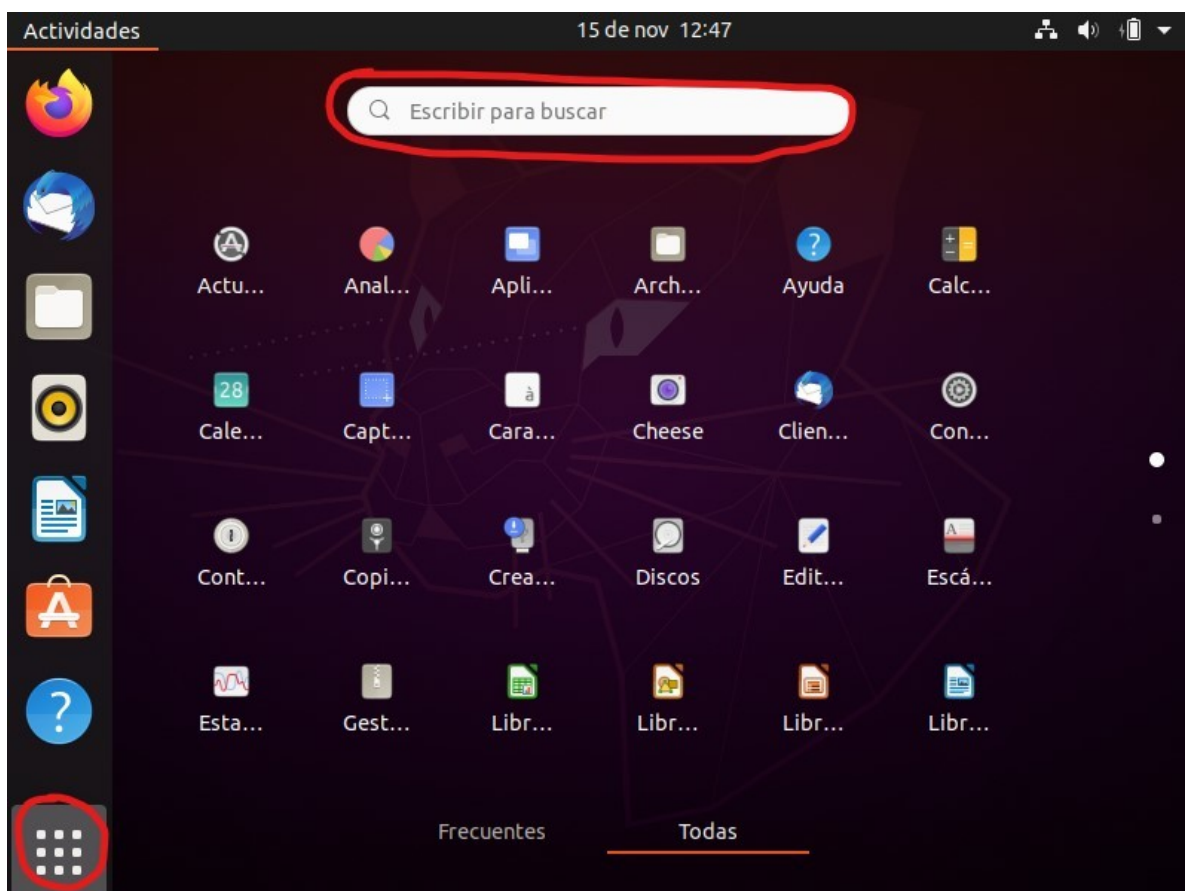 Actividades 15 de nov 12:47
Escribir para buscar
Actu... Anal... Apli... Arch... Ayuda Calc...
28 à
Cale... Capt... Cara... Cheese Clien... Con...
A
Cont... Copi... Crea... Discos Edit... Escá...
Esta... Gest... Libr... Libr... Libr... Libr...
Frecuentes Todas